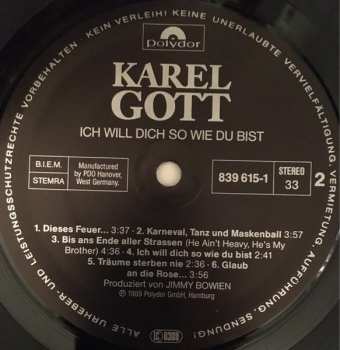 KEIN VERLEIH! KEINE UNERLAUBTE VERVIELFÄLTIGUNG, VERMIETUNG, AUFFÜHRUNG, SENDUNG!
ALLE URHEBER- UND LEISTUNGSSCHUTZRECHTE VORBEHALTEN
Polydor
KAREL
GOTT
ICH WILL DICH SO WIE DU BIST
B.I.E.M.
STEMRA
Manufactured
by PDO Hanover,
West Germany.
839 615-1
STEREO
33
2
1. Dieses Feuer... 3:37 - 2. Karneval, Tanz und Maskenball 3:57
3. Bis ans Ende aller Strassen (He Ain't Heavy, He's My
Brother) 4:36 - 4. Ich will dich so wie du bist 2:41
5. Träume sterben nie 2:36 - 6. Glaub
an die Rose... 3:56
Produziert von JIMMY BOWIEN
℗ 1989 Polydor GmbH, Hamburg